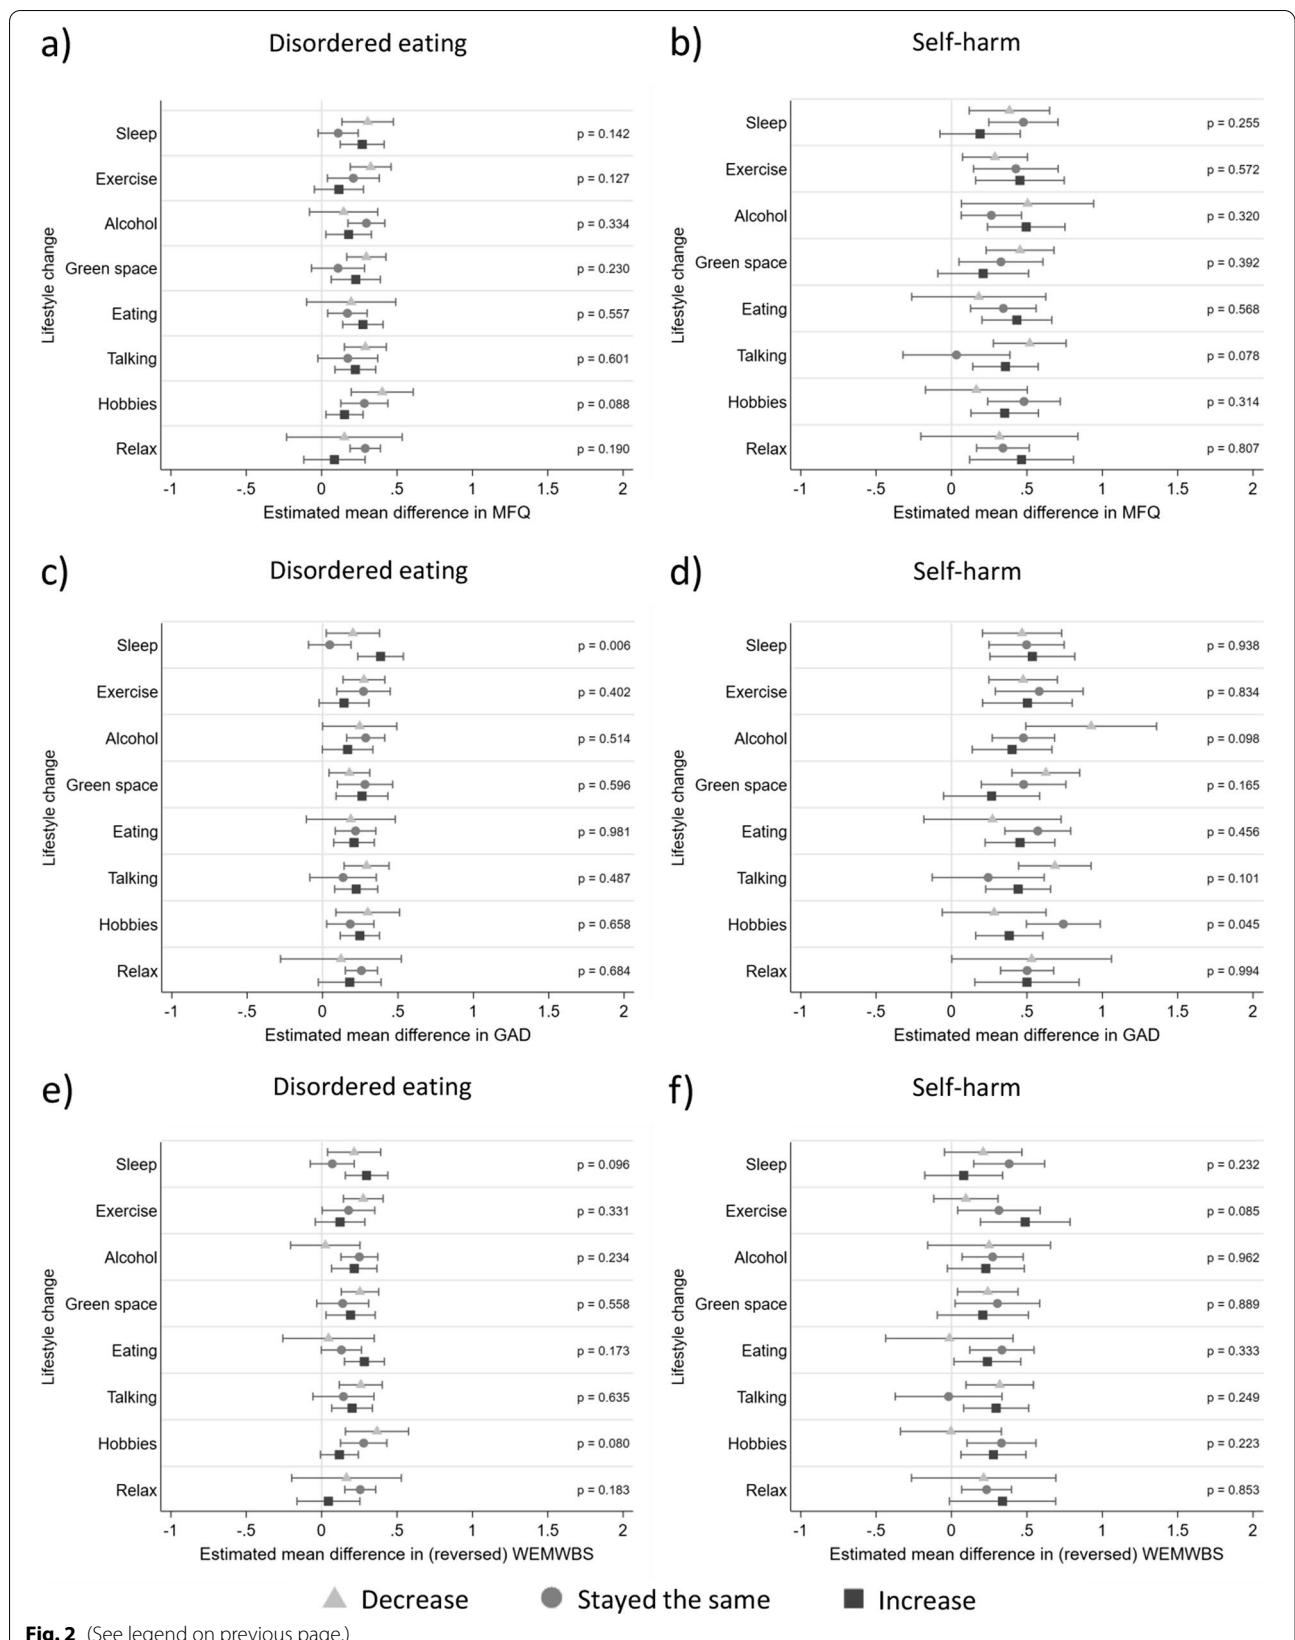 a) Disordered eating
Lifestyle change
Sleep p = 0.142
Exercise p = 0.127
Alcohol p = 0.334
Green space p = 0.230
Eating p = 0.557
Talking p = 0.601
Hobbies p = 0.088
Relax p = 0.190
-1 -.5 0 .5 1 1.5 2
Estimated mean difference in MFQ
b) Self-harm
Lifestyle change
Sleep p = 0.255
Exercise p = 0.572
Alcohol p = 0.320
Green space p = 0.392
Eating p = 0.568
Talking p = 0.078
Hobbies p = 0.314
Relax p = 0.807
-1 -.5 0 .5 1 1.5 2
Estimated mean difference in MFQ
c) Disordered eating
Lifestyle change
Sleep p = 0.006
Exercise p = 0.402
Alcohol p = 0.514
Green space p = 0.596
Eating p = 0.981
Talking p = 0.487
Hobbies p = 0.658
Relax p = 0.684
-1 -.5 0 .5 1 1.5 2
Estimated mean difference in GAD
d) Self-harm
Lifestyle change
Sleep p = 0.938
Exercise p = 0.834
Alcohol p = 0.098
Green space p = 0.165
Eating p = 0.456
Talking p = 0.101
Hobbies p = 0.045
Relax p = 0.994
-1 -.5 0 .5 1 1.5 2
Estimated mean difference in GAD
e) Disordered eating
Lifestyle change
Sleep p = 0.096
Exercise p = 0.331
Alcohol p = 0.234
Green space p = 0.558
Eating p = 0.173
Talking p = 0.635
Hobbies p = 0.080
Relax p = 0.183
-1 -.5 0 .5 1 1.5 2
Estimated mean difference in (reversed) WEMWBS
f) Self-harm
Lifestyle change
Sleep p = 0.232
Exercise p = 0.085
Alcohol p = 0.962
Green space p = 0.889
Eating p = 0.333
Talking p = 0.249
Hobbies p = 0.223
Relax p = 0.853
-1 -.5 0 .5 1 1.5 2
Estimated mean difference in (reversed) WEMWBS
Decrease Stayed the same Increase
Fig. 2 (See legend on previous page.)